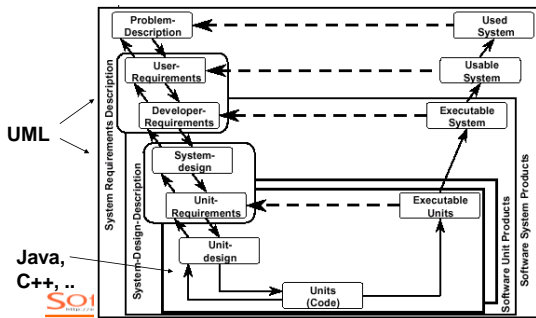 Problem-
Description
Used
System
User-
Requirements
Usable
System
Developer-
Requirements
Executable
System
UML
System Requirements Description
System-
design
System-Design-Description
Unit-
Requirements
Executable
Units
Software Unit Products
Software System Products
Unit-
design
Java,
C++, ..
Units
(Code)